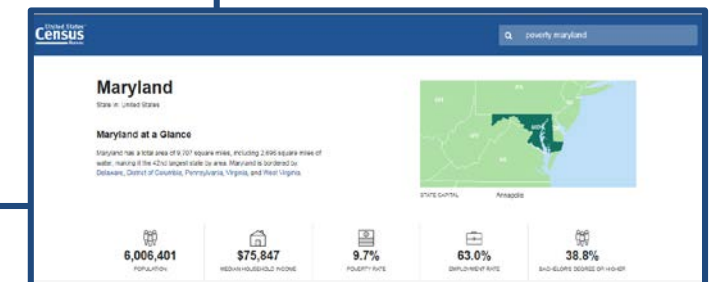 United States™
Census
Bureau
poverty maryland
Maryland
State in: United States
Maryland at a Glance
Maryland has a total area of 9,707 square miles, including 2,695 square miles of
water, making it the 42nd largest state by area. Maryland is bordered by
Delaware, District of Columbia, Pennsylvania, Virginia, and West Virginia.
STATE CAPITAL Annapolis
6,006,401 $75,847 9.7% 63.0% 38.8%
POPULATION MEDIAN HOUSEHOLD INCOME POVERTY RATE EMPLOYMENT RATE BACHELOR'S DEGREE OR HIGHER